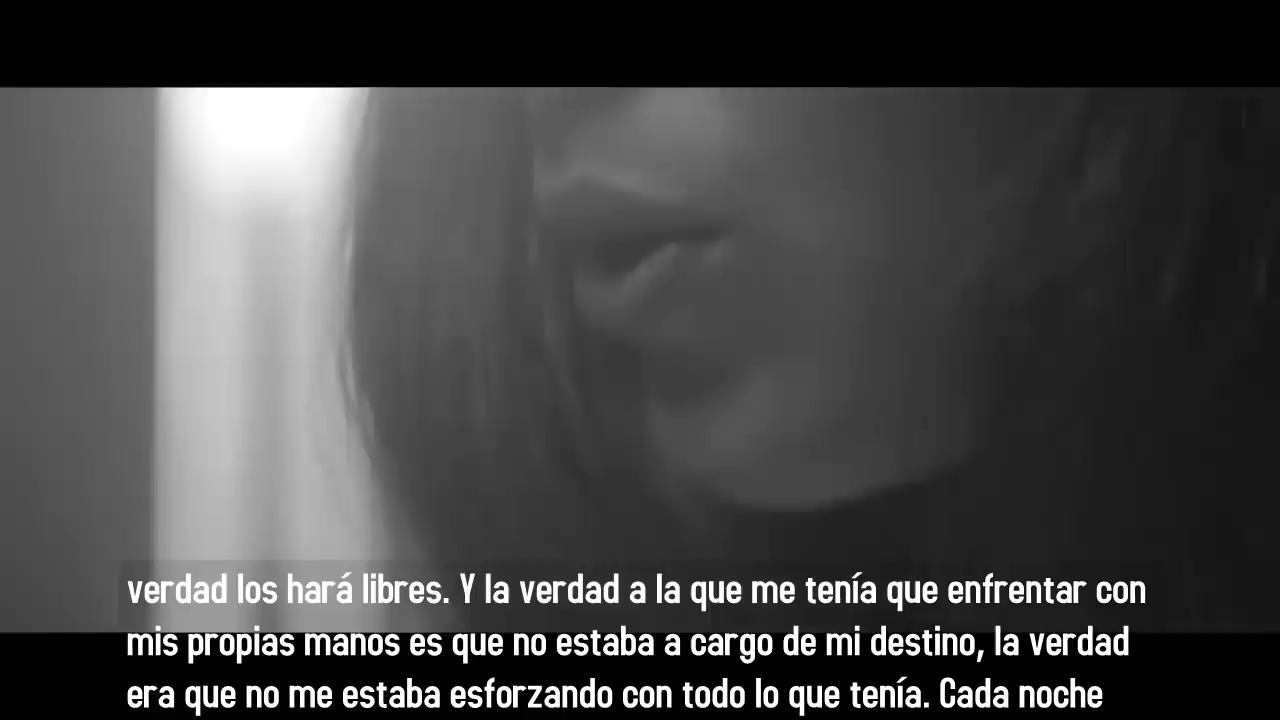 verdad los hará libres. Y la verdad a la que me tenía que enfrentar con
mis propias manos es que no estaba a cargo de mi destino, la verdad
era que no me estaba esforzando con todo lo que tenía. Cada noche